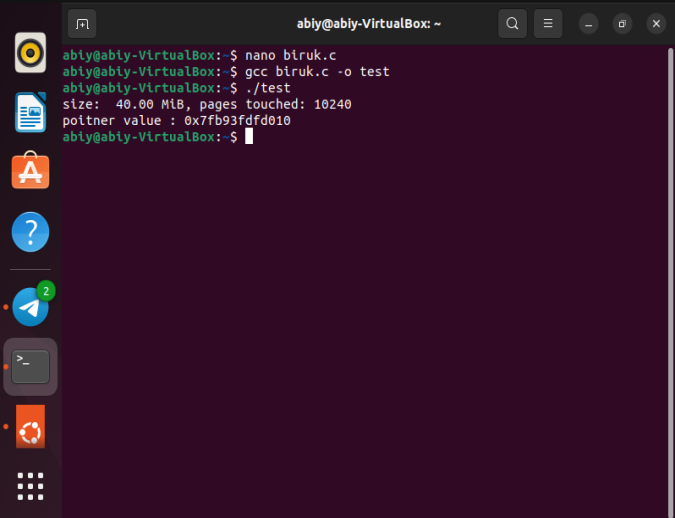 abiy@abiy-VirtualBox: ~
abiy@abiy-VirtualBox:~$ nano biruk.c
abiy@abiy-VirtualBox:~$ gcc biruk.c -o test
abiy@abiy-VirtualBox:~$ ./test
size:  40.00 MiB, pages touched: 10240
poitner value : 0x7fb93fdfd010
abiy@abiy-VirtualBox:~$
2
>_